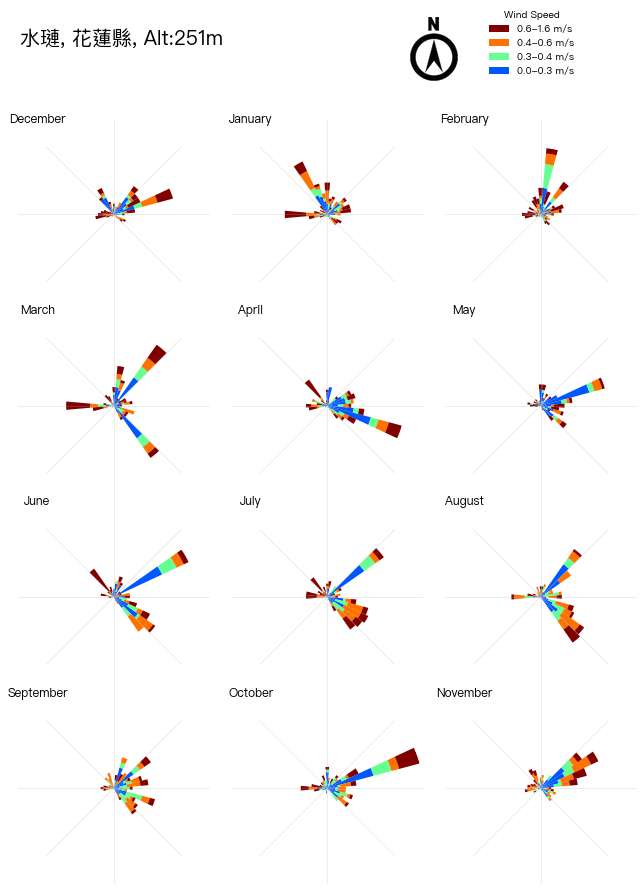 水璉, 花蓮縣, Alt:251m
N
Wind Speed
0.6–1.6 m/s
0.4–0.6 m/s
0.3–0.4 m/s
0.0–0.3 m/s
December
January
February
March
April
May
June
July
August
September
October
November